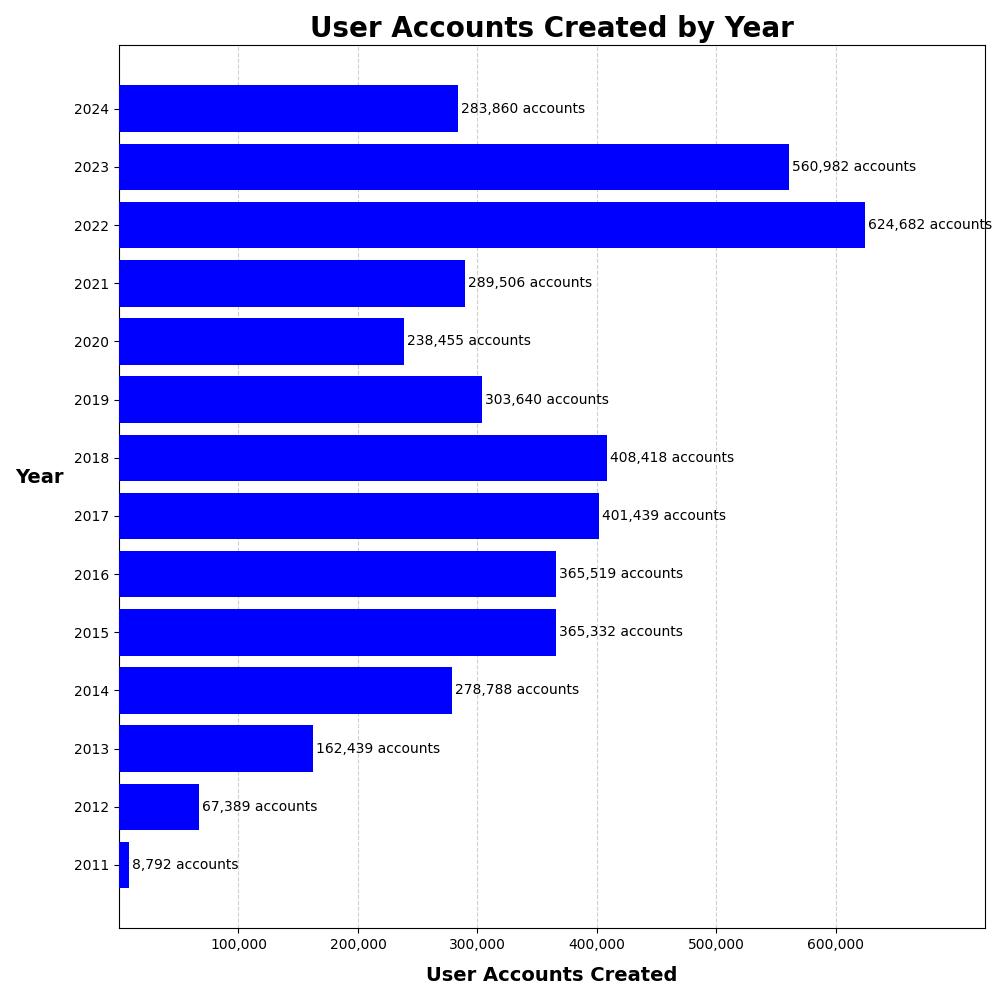 User Accounts Created by Year
2024 283,860 accounts
2023 560,982 accounts
2022 624,682 accounts
2021 289,506 accounts
2020 238,455 accounts
2019 303,640 accounts
2018 408,418 accounts
Year
2017 401,439 accounts
2016 365,519 accounts
2015 365,332 accounts
2014 278,788 accounts
2013 162,439 accounts
2012 67,389 accounts
2011 8,792 accounts
100,000 200,000 300,000 400,000 500,000 600,000
User Accounts Created